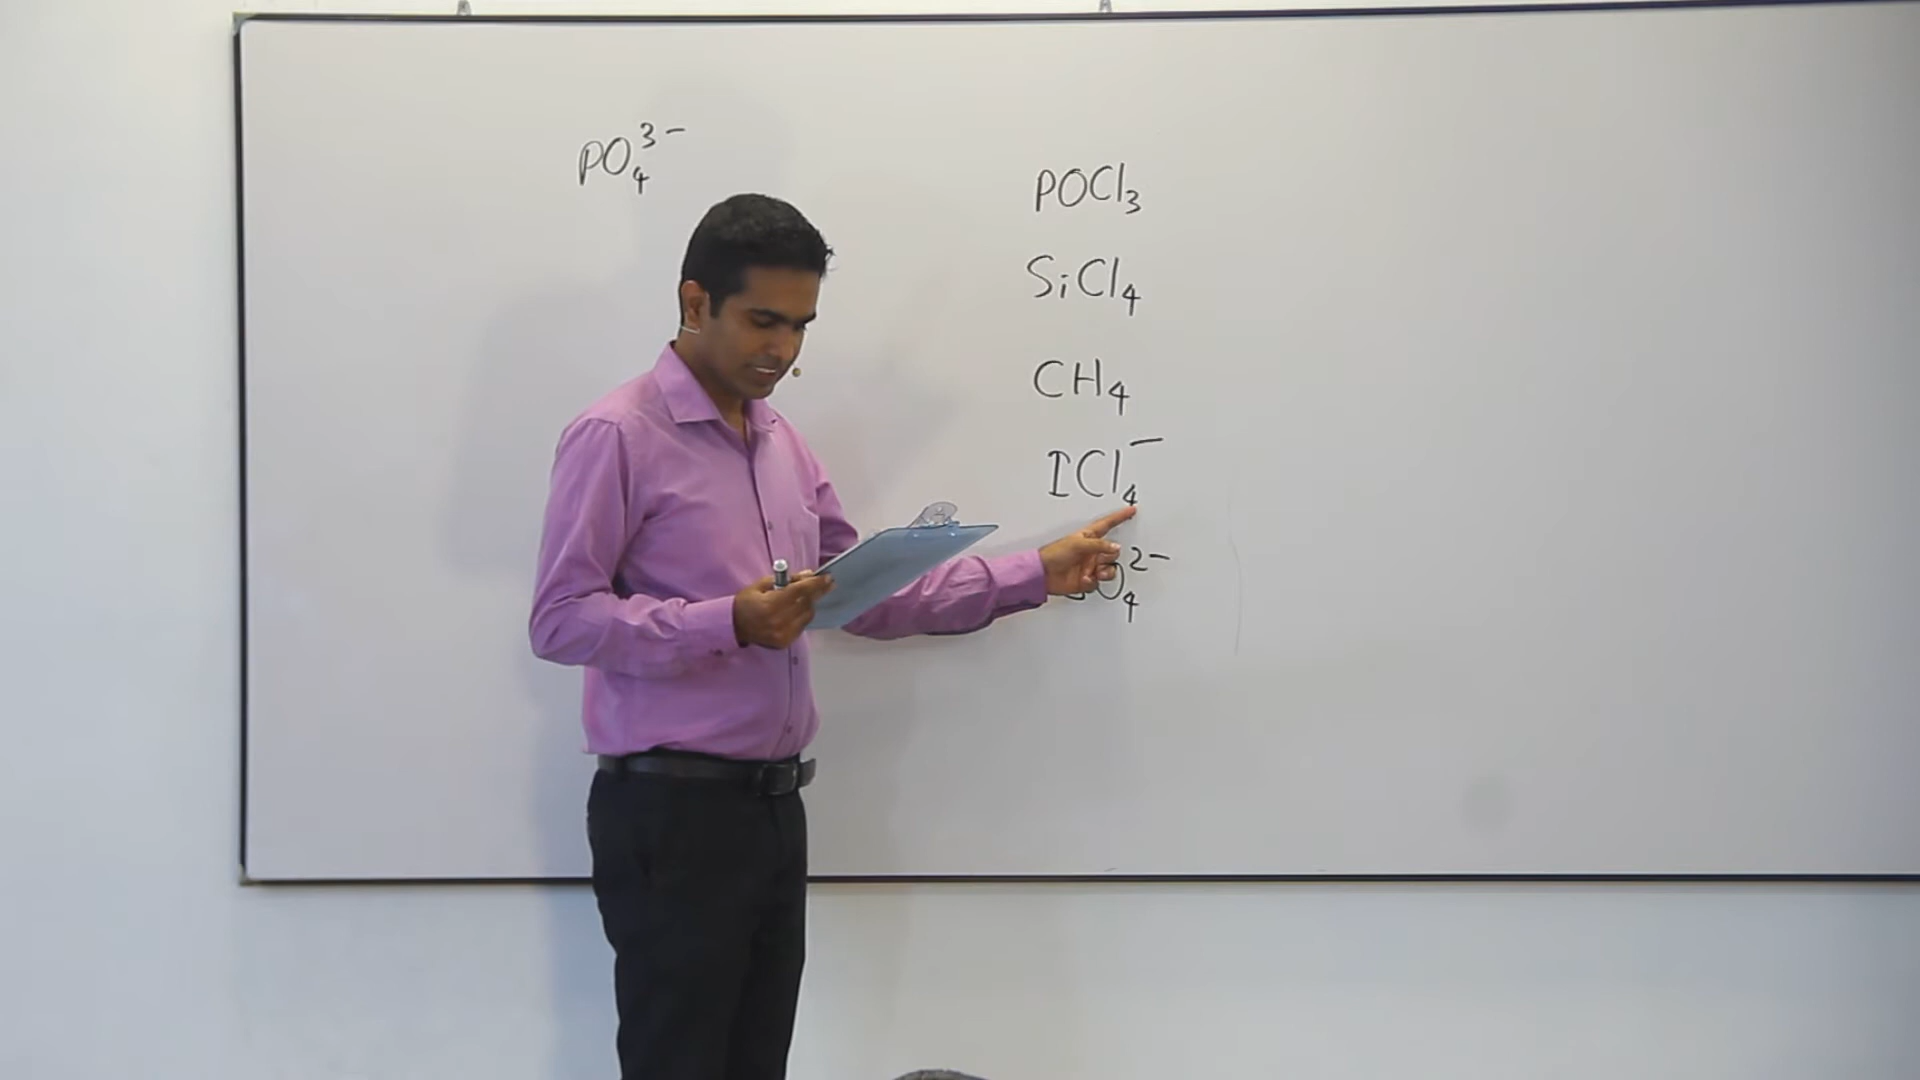 PO₄³⁻
POCl₃
SiCl₄
CH₄
ICl₄⁻
O₄²⁻